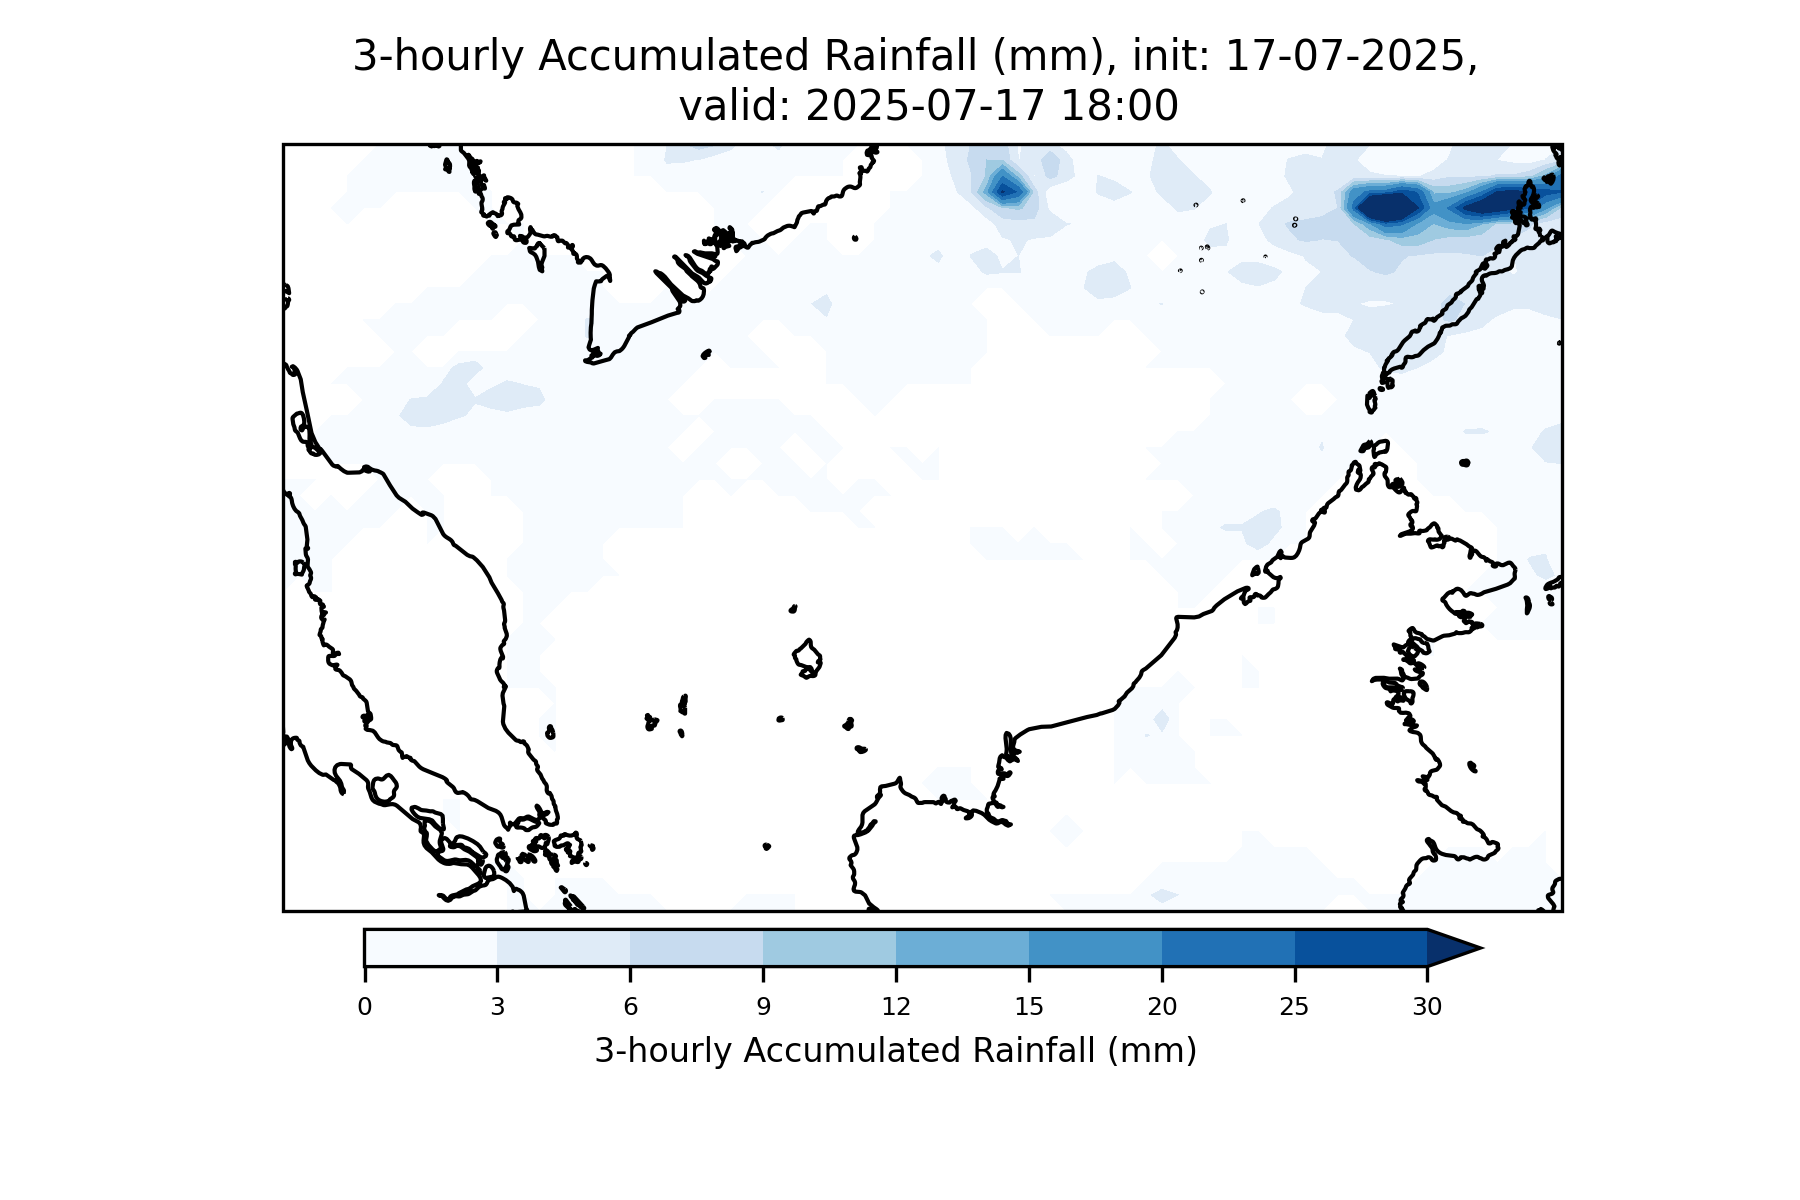 3-hourly Accumulated Rainfall (mm), init: 17-07-2025,
valid: 2025-07-17 18:00
0 3 6 9 12 15 20 25 30
3-hourly Accumulated Rainfall (mm)